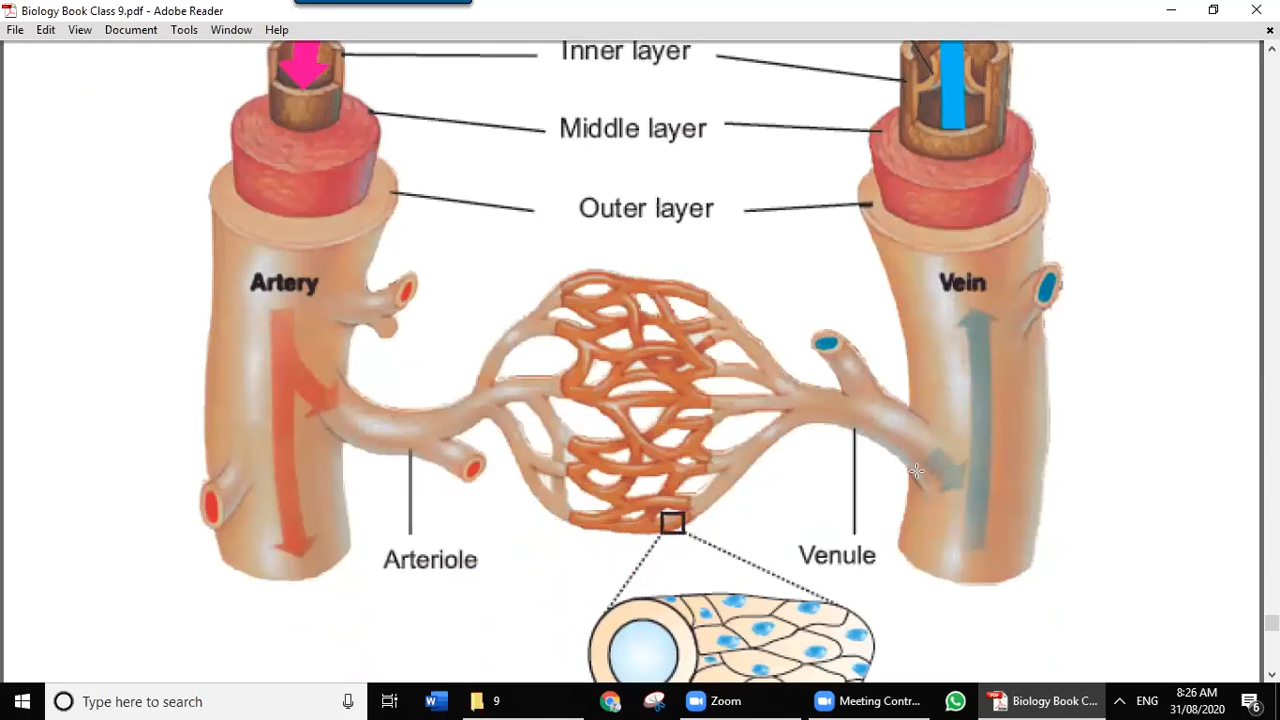 Biology Book Class 9.pdf - Adobe Reader
File Edit View Document Tools Window Help
Inner layer
Middle layer
Outer layer
Artery
Vein
Arteriole
Venule
Type here to search
9
Zoom
Meeting Contr...
Biology Book C...
ENG
8:26 AM
31/08/2020
6